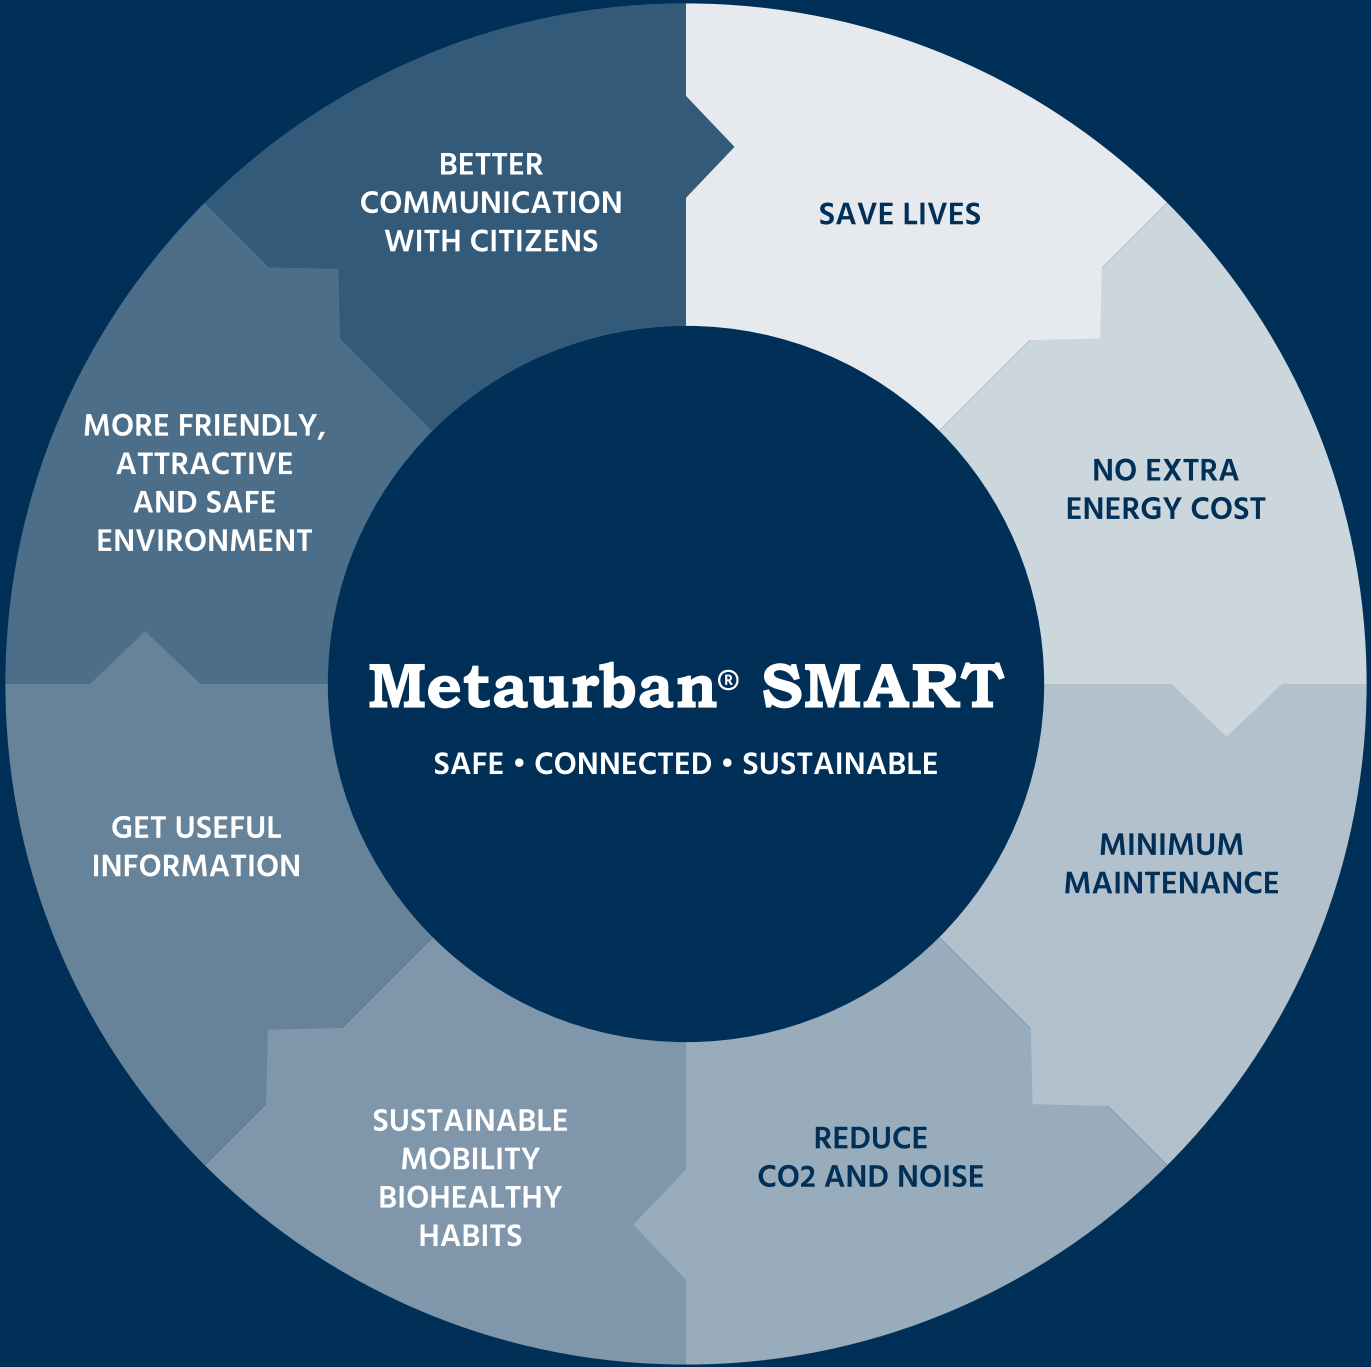 BETTER
COMMUNICATION
WITH CITIZENS
SAVE LIVES
NO EXTRA
ENERGY COST
MINIMUM
MAINTENANCE
REDUCE
CO2 AND NOISE
SUSTAINABLE
MOBILITY
BIOHEALTHY
HABITS
GET USEFUL
INFORMATION
MORE FRIENDLY,
ATTRACTIVE
AND SAFE
ENVIRONMENT
Metaurban® SMART
SAFE • CONNECTED • SUSTAINABLE